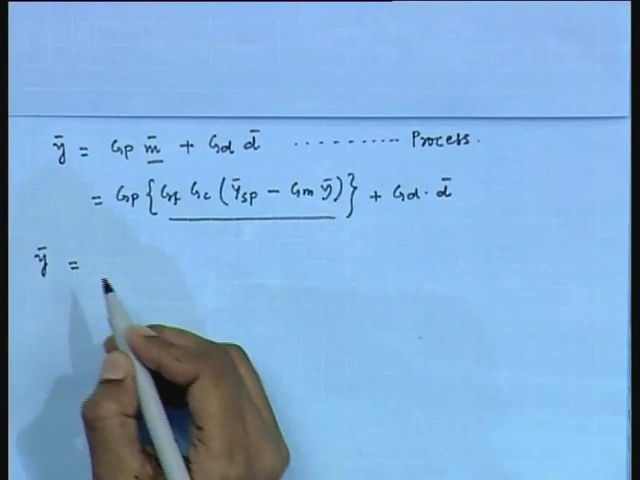 ȳ = Gp m̄ + Gd d̄ .......... Process.
= Gp { Gf Gc ( ȳsp − Gm ȳ ) } + Gd · d̄
ȳ =